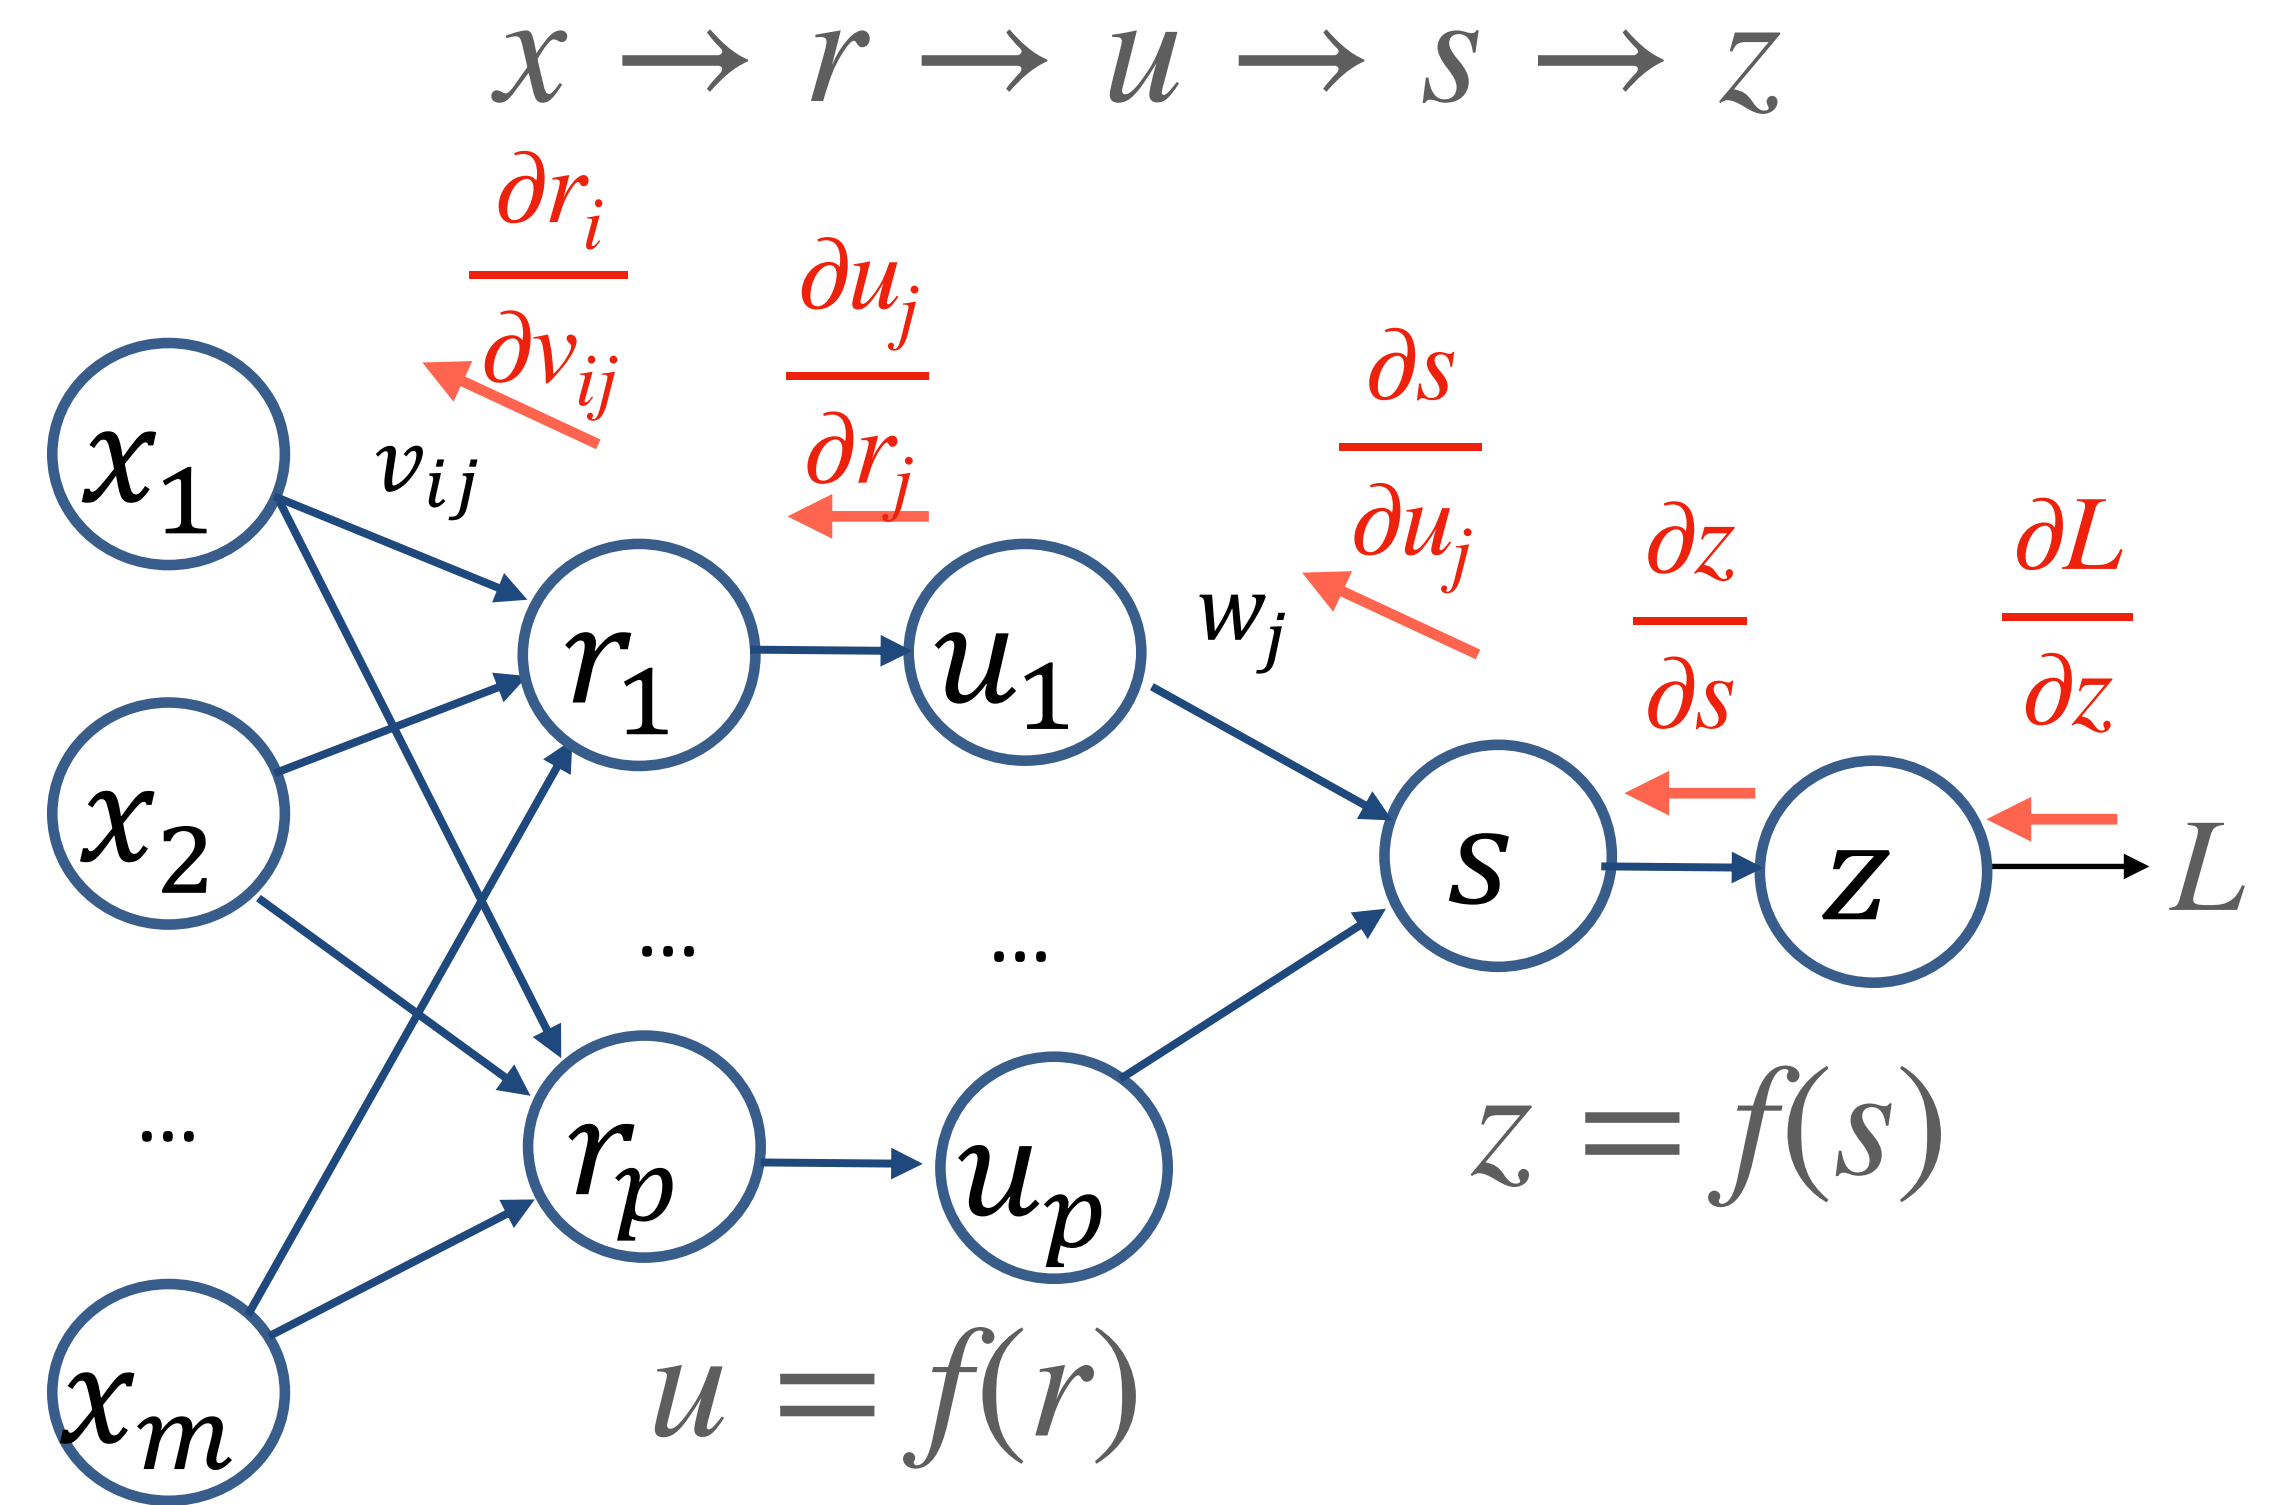 x → r → u → s → z
∂r_i
∂v_ij
∂u_j
∂r_j
∂s
∂u_j
∂z
∂s
∂L
∂z
x_1
v_ij
r_1
u_1
w_j
x_2
s
z
L
...
...
...
r_p
u_p
z = f(s)
x_m
u = f(r)